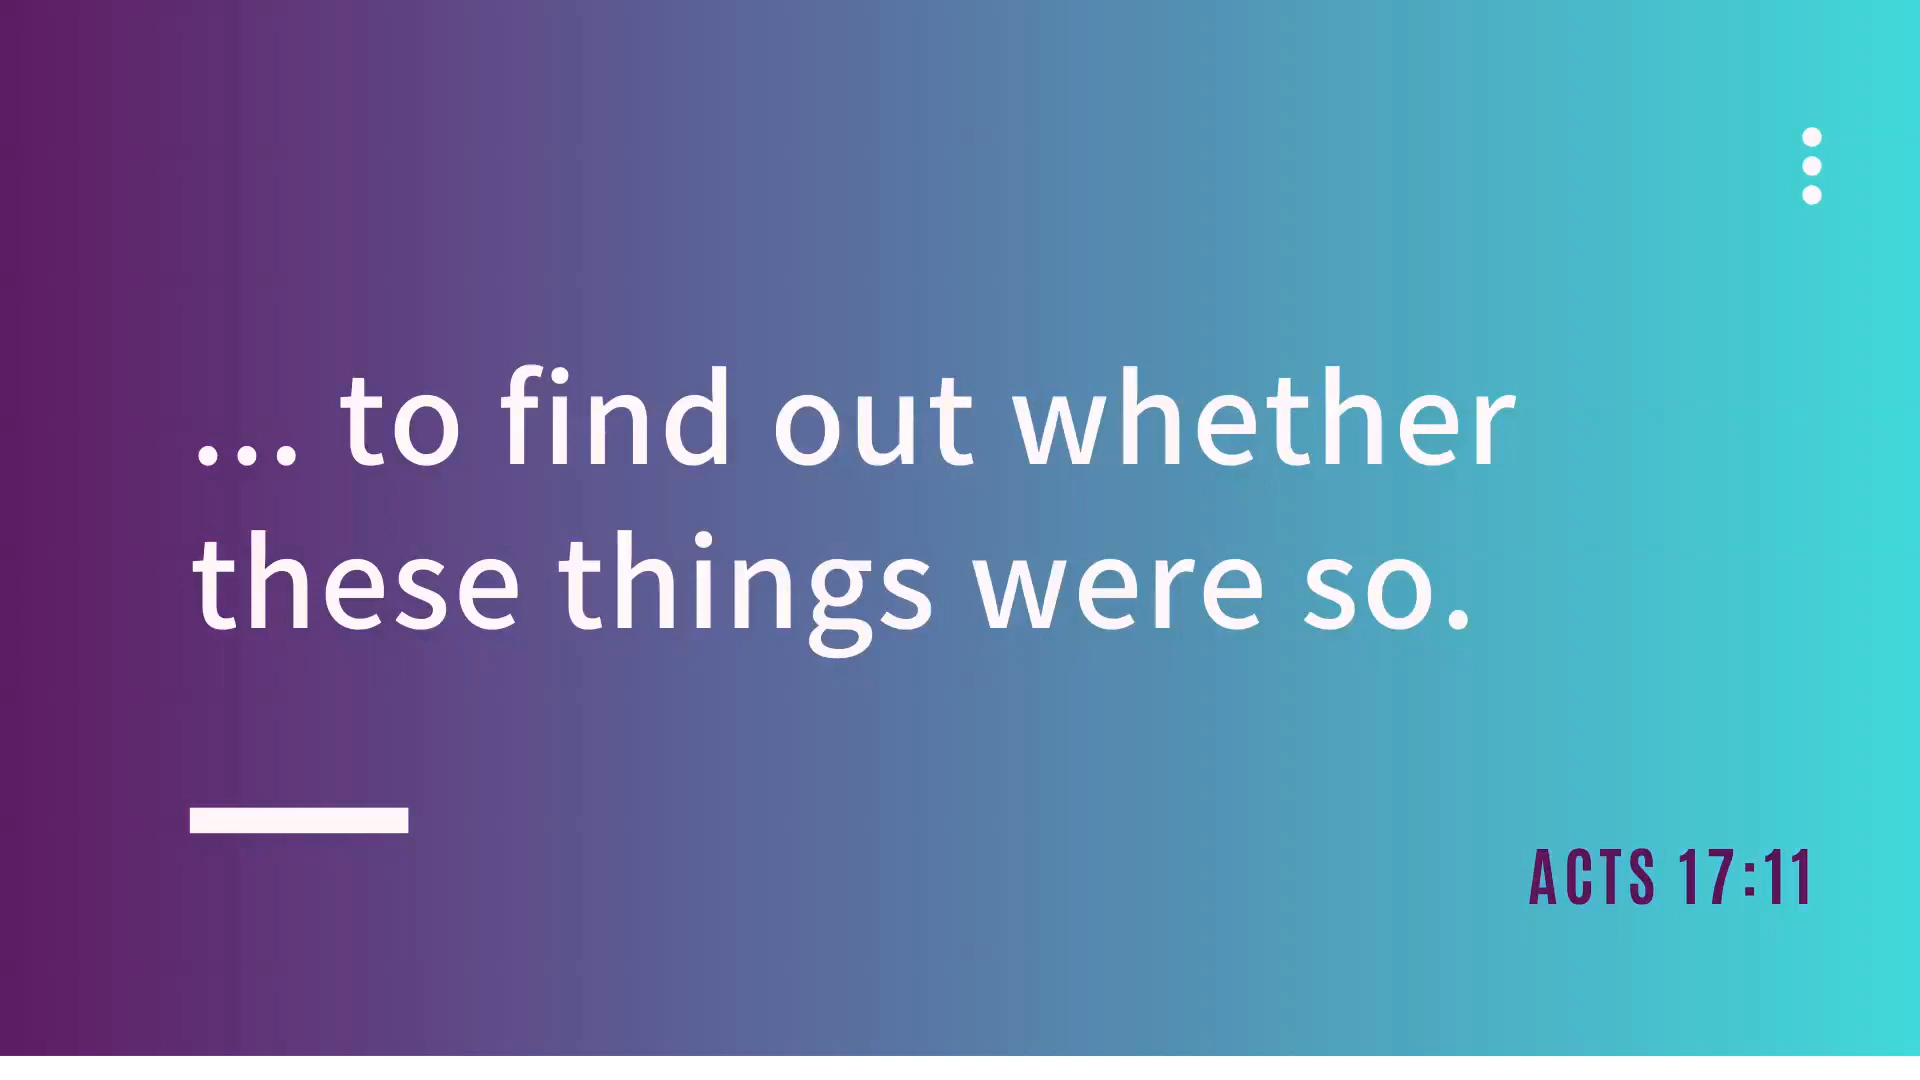 ... to find out whether
these things were so.
ACTS 17:11